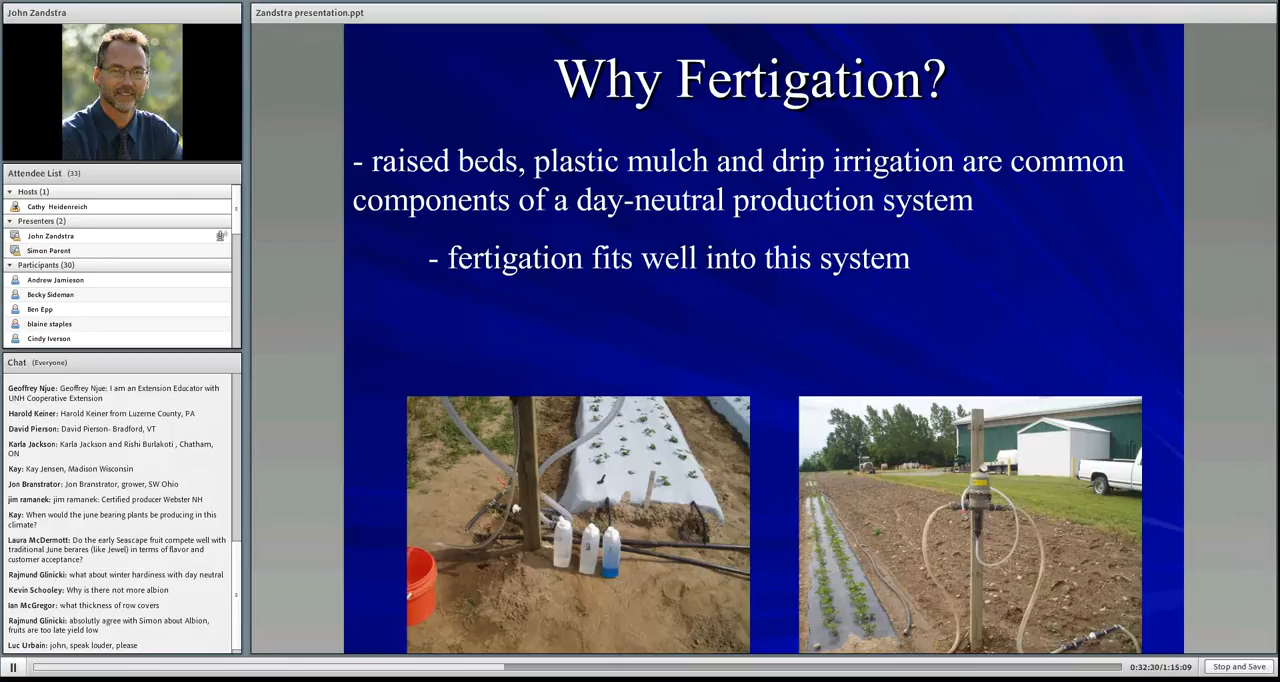 John Zandstra
Zandstra presentation.ppt
Attendee List (33)
Hosts (1)
Cathy Heidenreich
Presenters (2)
John Zandstra
Simon Parent
Participants (30)
Andrew Jamieson
Becky Sideman
Ben Epp
blaine staples
Cindy Iverson
Chat (Everyone)
Geoffrey Njue: Geoffrey Njue: I am an Extension Educator with
UNH Cooperative Extension
Harold Keiner: Harold Keiner from Luzerne County, PA
David Pierson: David Pierson- Bradford, VT
Karla Jackson: Karla Jackson and Rishi Burlakoti , Chatham,
ON
Kay: Kay Jensen, Madison Wisconsin
Jon Branstrator: Jon Branstrator, grower, SW Ohio
jim ramanek: jim ramanek: Certified producer Webster NH
Kay: When would the june bearing plants be producing in this
climate?
Laura McDermott: Do the early Seascape fruit compete well with
traditional June berares (like Jewel) in terms of flavor and
customer acceptance?
Rajmund Glinicki: what about winter hardiness with day neutral
Kevin Schooley: Why is there not more albion
Ian McGregor: what thickness of row covers
Rajmund Glinicki: absolutly agree with Simon about Albion,
fruits are too late yield low
Luc Urbain: john, speak louder, please
Why Fertigation?
- raised beds, plastic mulch and drip irrigation are common
components of a day-neutral production system
- fertigation fits well into this system
0:32:30/1:15:09
Stop and Save